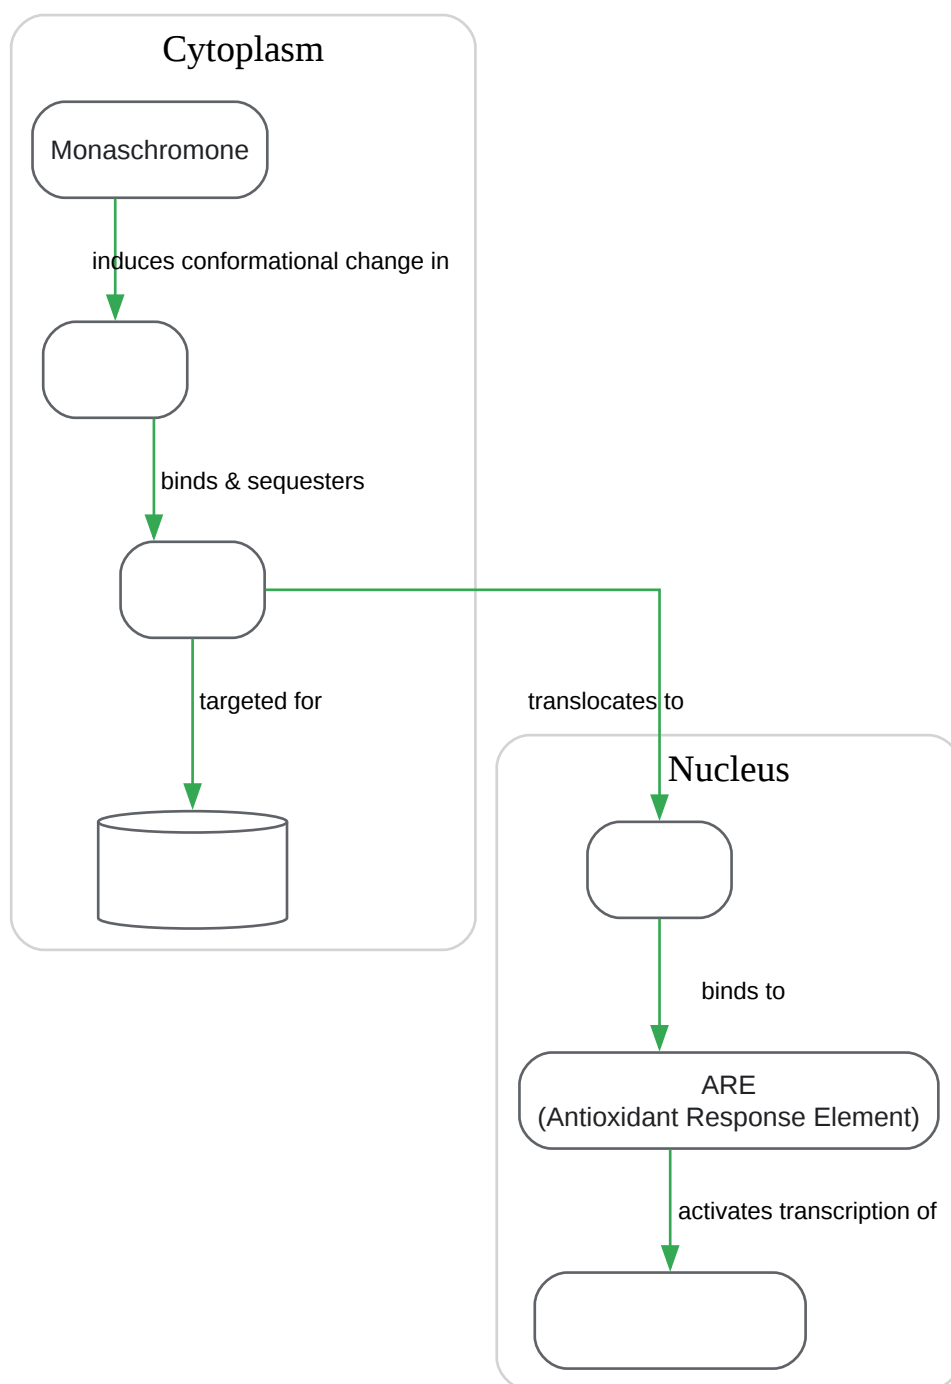 Cytoplasm
Monaschromone
induces conformational change in
binds & sequesters
targeted for
translocates to
Nucleus
binds to
ARE
(Antioxidant Response Element)
activates transcription of